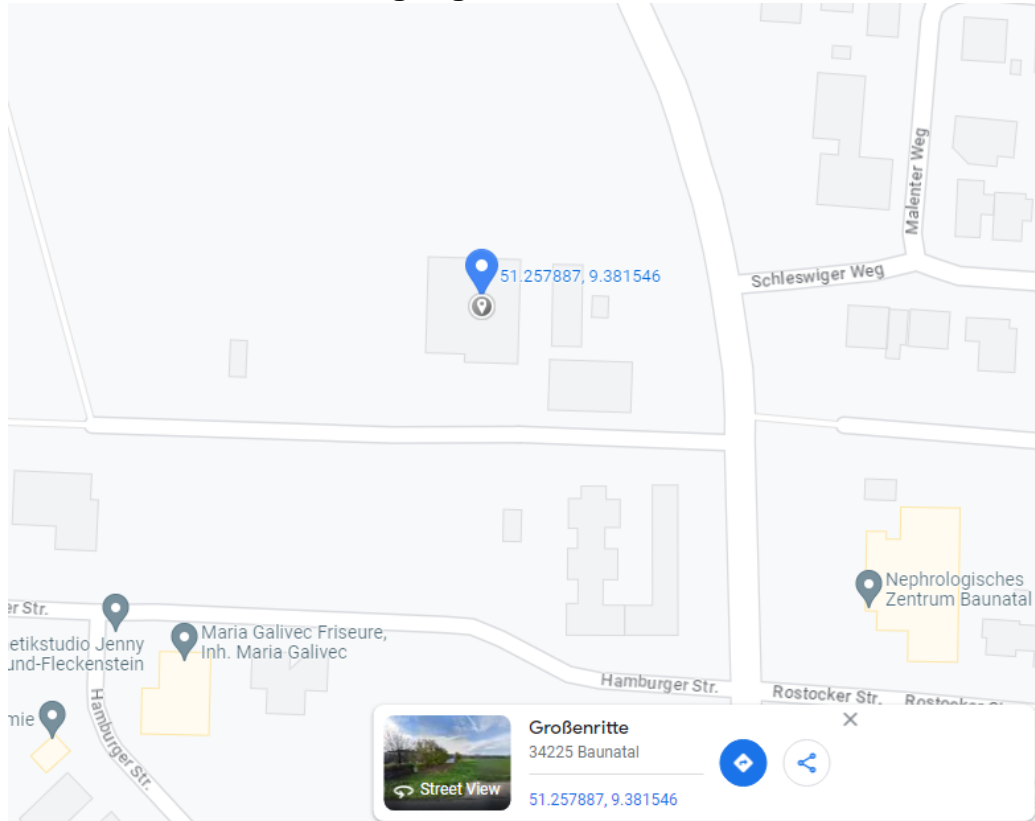 Malenter Weg
51.257887, 9.381546
Schleswiger Weg
Nephrologisches
Zentrum Baunatal
er Str.
etikstudio Jenny
und-Fleckenstein
Maria Galivec Friseure,
Inh. Maria Galivec
Hamburger Str.
Rostocker Str.
mie
Hamburger Str.
Großenritte
34225 Baunatal
Street View
51.257887, 9.381546